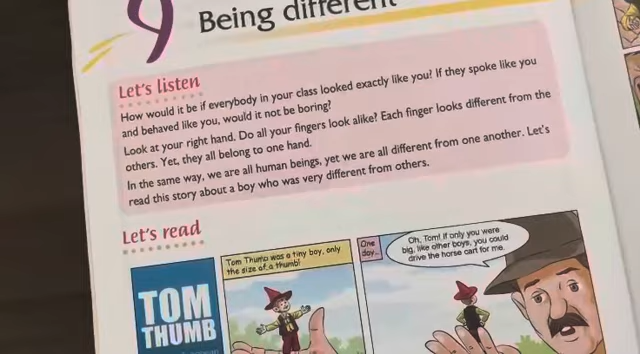 9
Being different
Let's listen
How would it be if everybody in your class looked exactly like you? If they spoke like you
and behaved like you, would it not be boring?
Look at your right hand. Do all your fingers look alike? Each finger looks different from the
others. Yet, they all belong to one hand.
In the same way, we are all human beings, yet we are all different from one another. Let's
read this story about a boy who was very different from others.
Let's read
TOM
THUMB
Tom Thump was a tiny boy, only
the size of a thumb!
One
day...
Oh, Tom! If only you were
big, like other boys, you could
drive the horse cart for me.